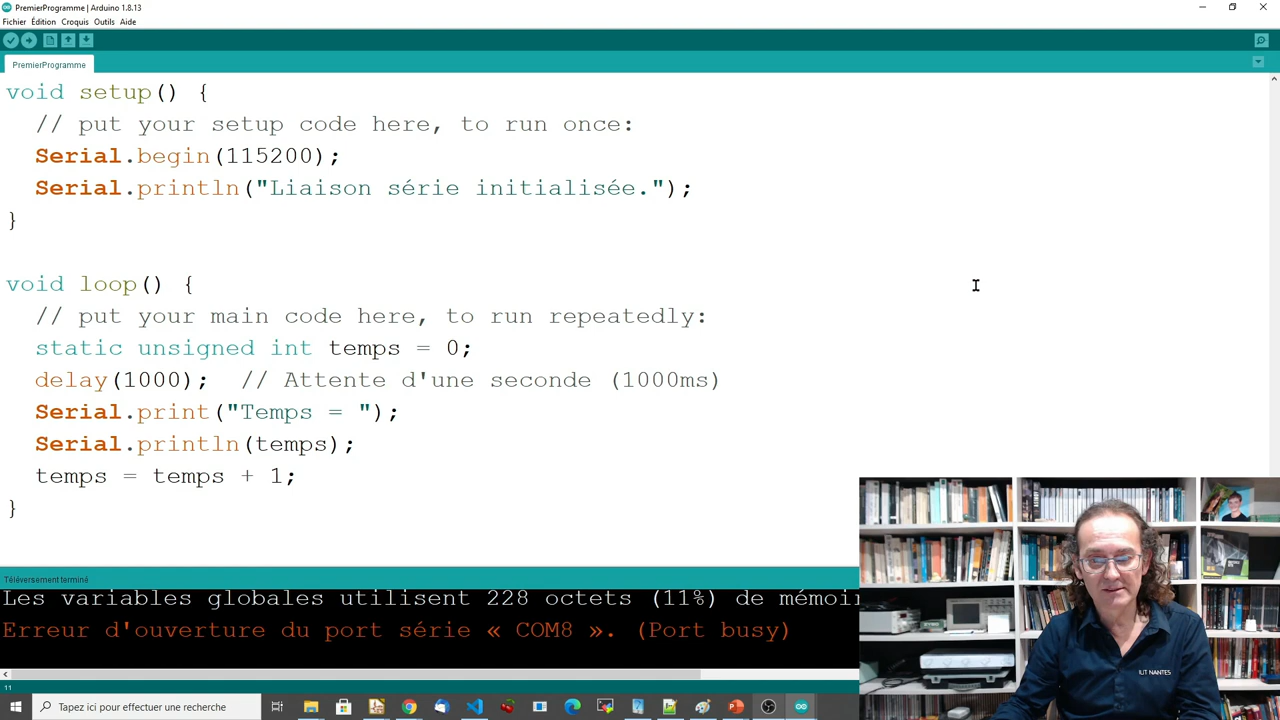 PremierProgramme | Arduino 1.8.13
Fichier Édition Croquis Outils Aide
PremierProgramme
void setup() {
// put your setup code here, to run once:
Serial.begin(115200);
Serial.println("Liaison série initialisée.");
}
void loop() {
// put your main code here, to run repeatedly:
static unsigned int temps = 0;
delay(1000); // Attente d'une seconde (1000ms)
Serial.print("Temps = ");
Serial.println(temps);
temps = temps + 1;
}
Téléversement terminé
Les variables globales utilisent 228 octets (11%) de
Erreur d'ouverture du port série « COM8 ». (Port busy)
IUT NANTES
11
Tapez ici pour effectuer une recherche